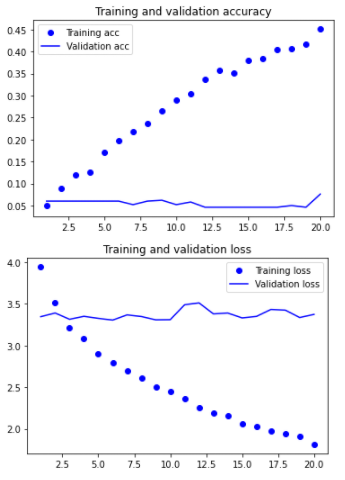 Training and validation accuracy
0.45
0.40
0.35
0.30
0.25
0.20
0.15
0.10
0.05
Training acc
Validation acc
2.5 5.0 7.5 10.0 12.5 15.0 17.5 20.0
Training and validation loss
4.0
3.5
3.0
2.5
2.0
Training loss
Validation loss
2.5 5.0 7.5 10.0 12.5 15.0 17.5 20.0